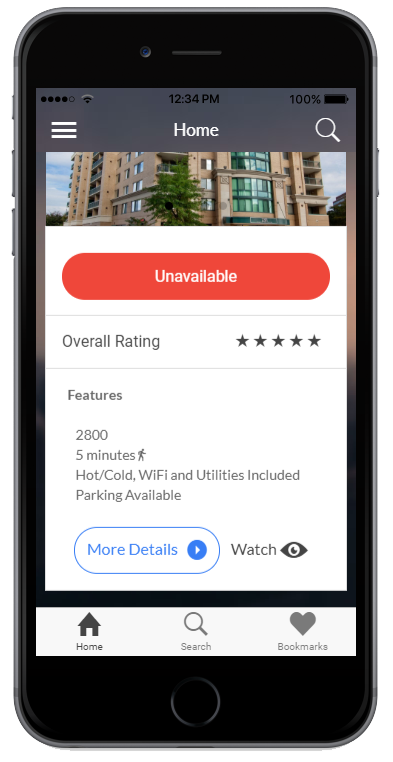 12:34 PM 100%
Home
Unavailable
Overall Rating ★★★★★
Features
2800
5 minutes
Hot/Cold, WiFi and Utilities Included
Parking Available
More Details Watch
Home Search Bookmarks